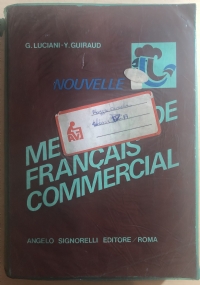 G. LUCIANI - Y. GUIRAUD
NOUVELLE
ME DE
FRANÇAIS
COMMERCIAL
ANGELO SIGNORELLI EDITORE / ROMA